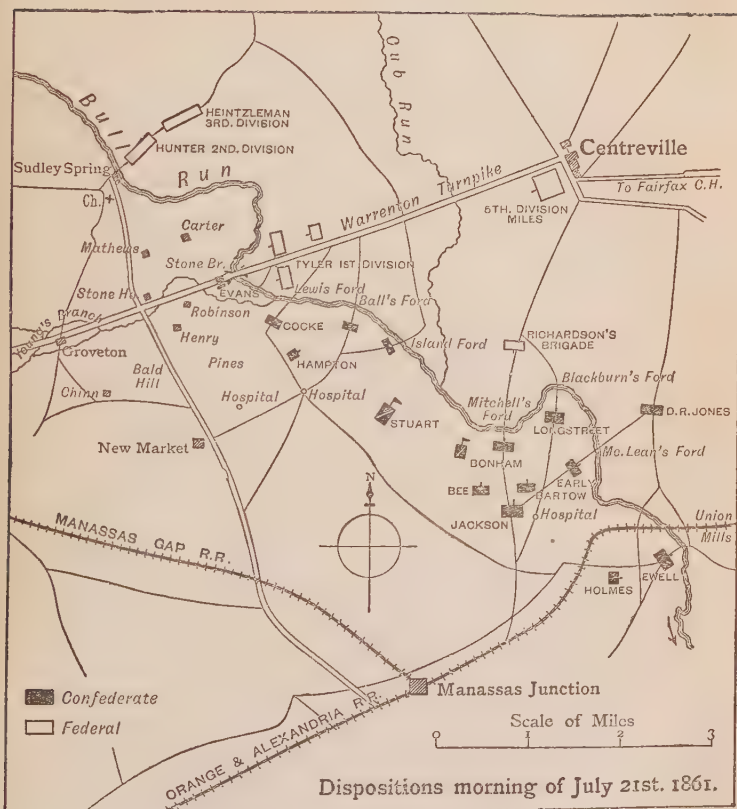 Bull Run
Cub Run
HEINTZLEMAN
3RD. DIVISION
HUNTER 2ND. DIVISION
Centreville
Sudley Spring
Warrenton Turnpike
To Fairfax C.H.
Ch.
5TH. DIVISION
MILES
Carter
Mathews
Stone Br.
TYLER 1ST DIVISION
EVANS
Lewis Ford
Stone H.
Ball's Ford
Robinson
Young's Branch
COCKE
Henry
Island Ford
RICHARDSON'S
BRIGADE
Groveton
HAMPTON
Pines
Bald
Hill
Blackburn's Ford
Chinn
Hospital
Hospital
Mitchell's
Ford
D.R.JONES
STUART
LONGSTREET
New Market
Mc.Lean's Ford
BONHAM
N
EARLY
BEE
BARTOW
JACKSON
Hospital
MANASSAS GAP R.R.
Union
Mills
EWELL
HOLMES
Confederate
Manassas Junction
Federal
Scale of Miles
ORANGE & ALEXANDRIA R.R.
0 1 2 3
Dispositions morning of July 21st. 1861.